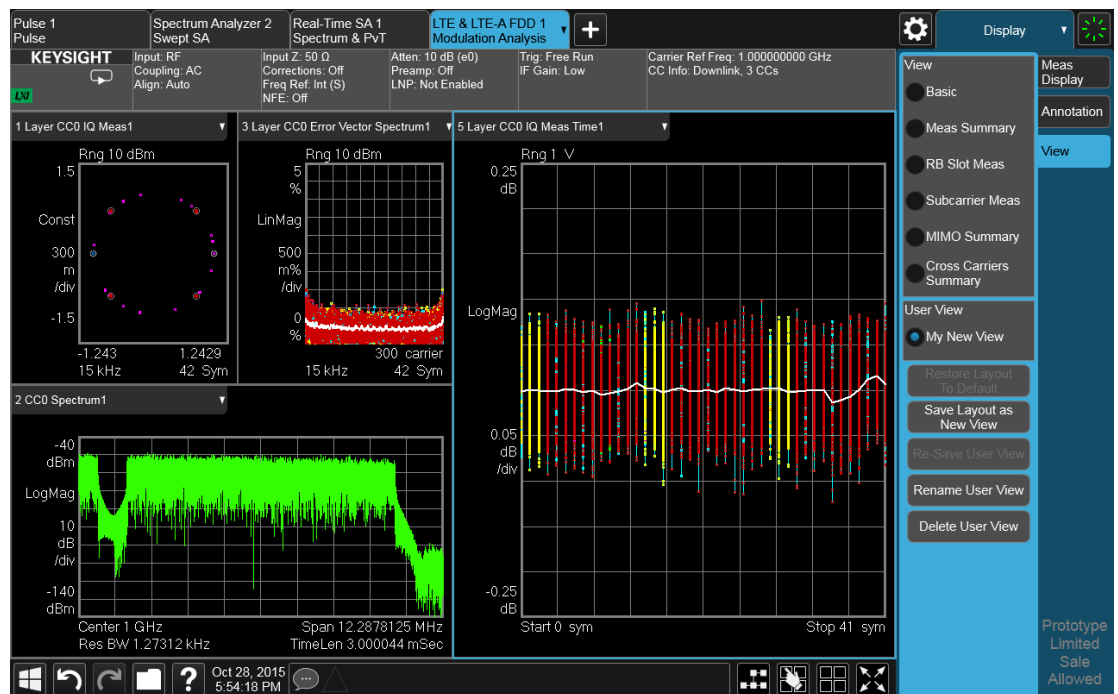 Pulse 1
Pulse
Spectrum Analyzer 2
Swept SA
Real-Time SA 1
Spectrum & PvT
LTE & LTE-A FDD 1
Modulation Analysis
Display
KEYSIGHT
LXI
Input: RF
Coupling: AC
Align: Auto
Input Z: 50 Ω
Corrections: Off
Freq Ref: Int (S)
NFE: Off
Atten: 10 dB (e0)
Preamp: Off
LNP: Not Enabled
Trig: Free Run
IF Gain: Low
Carrier Ref Freq: 1.000000000 GHz
CC Info: Downlink, 3 CCs
1 Layer CC0 IQ Meas1
Rng 10 dBm
1.5
Const
300
m
/div
-1.5
-1.243 1.2429
15 kHz 42 Sym
3 Layer CC0 Error Vector Spectrum1
Rng 10 dBm
5
%
LinMag
500
m%
/div
0
%
300 carrier
15 kHz 42 Sym
2 CC0 Spectrum1
-40
dBm
LogMag
10
dB
/div
-140
dBm
Center 1 GHz Span 12.2878125 MHz
Res BW 1.27312 kHz TimeLen 3.000044 mSec
5 Layer CC0 IQ Meas Time1
Rng 1 V
0.25
dB
LogMag
0.05
dB
/div
-0.25
dB
Start 0 sym Stop 41 sym
View
Basic
Meas Summary
RB Slot Meas
Subcarrier Meas
MIMO Summary
Cross Carriers
Summary
User View
My New View
Restore Layout
To Default
Save Layout as
New View
Re-Save User View
Rename User View
Delete User View
Meas
Display
Annotation
View
Prototype
Limited
Sale
Allowed
?
Oct 28, 2015
5:54:18 PM